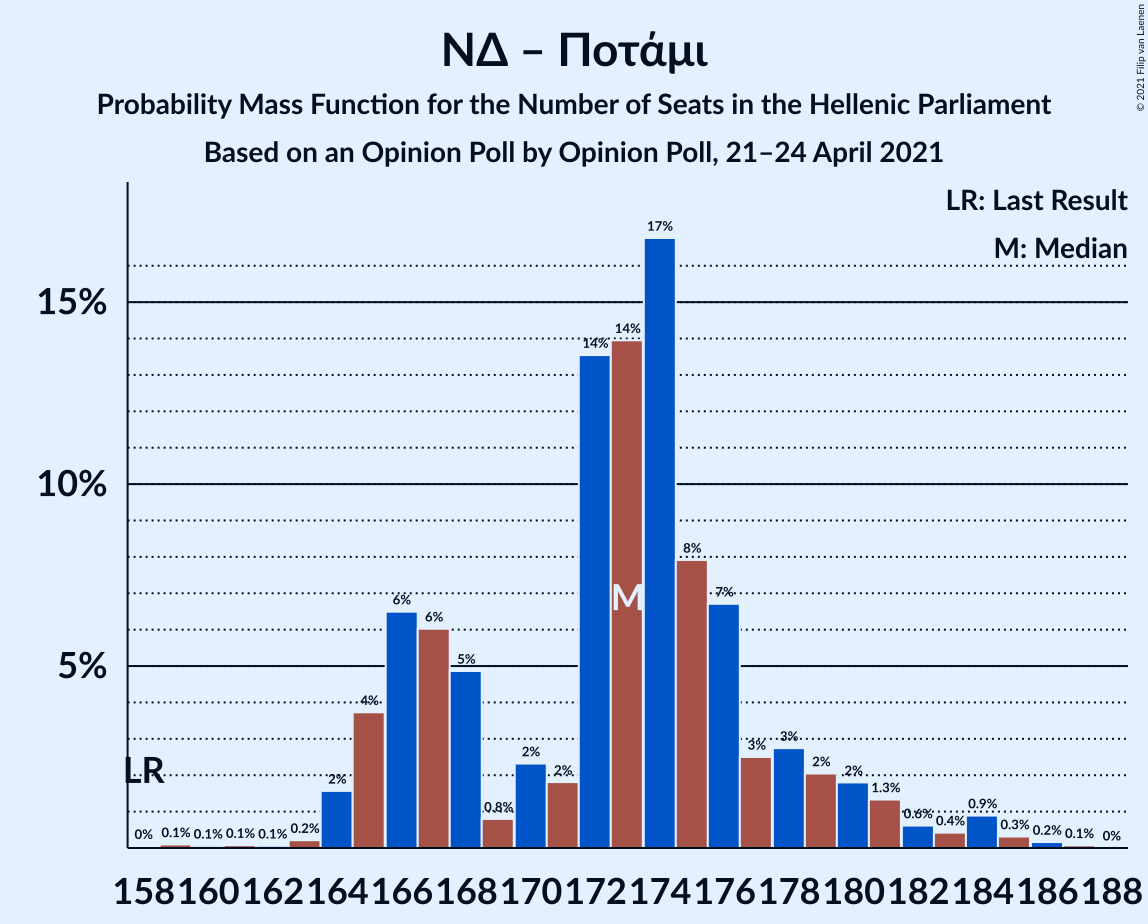 ΝΔ – Ποτάμι
Probability Mass Function for the Number of Seats in the Hellenic Parliament
Based on an Opinion Poll by Opinion Poll, 21–24 April 2021
© 2021 Filip van Laenen
LR: Last Result
M: Median
15%
10%
5%
LR
M
0% 0.1% 0.1% 0.1% 0.1% 0.2% 2% 4% 6% 6% 5% 0.8% 2% 2% 14% 14% 17% 8% 7% 3% 3% 2% 2% 1.3% 0.6% 0.4% 0.9% 0.3% 0.2% 0.1% 0%
158 160 162 164 166 168 170 172 174 176 178 180 182 184 186 188